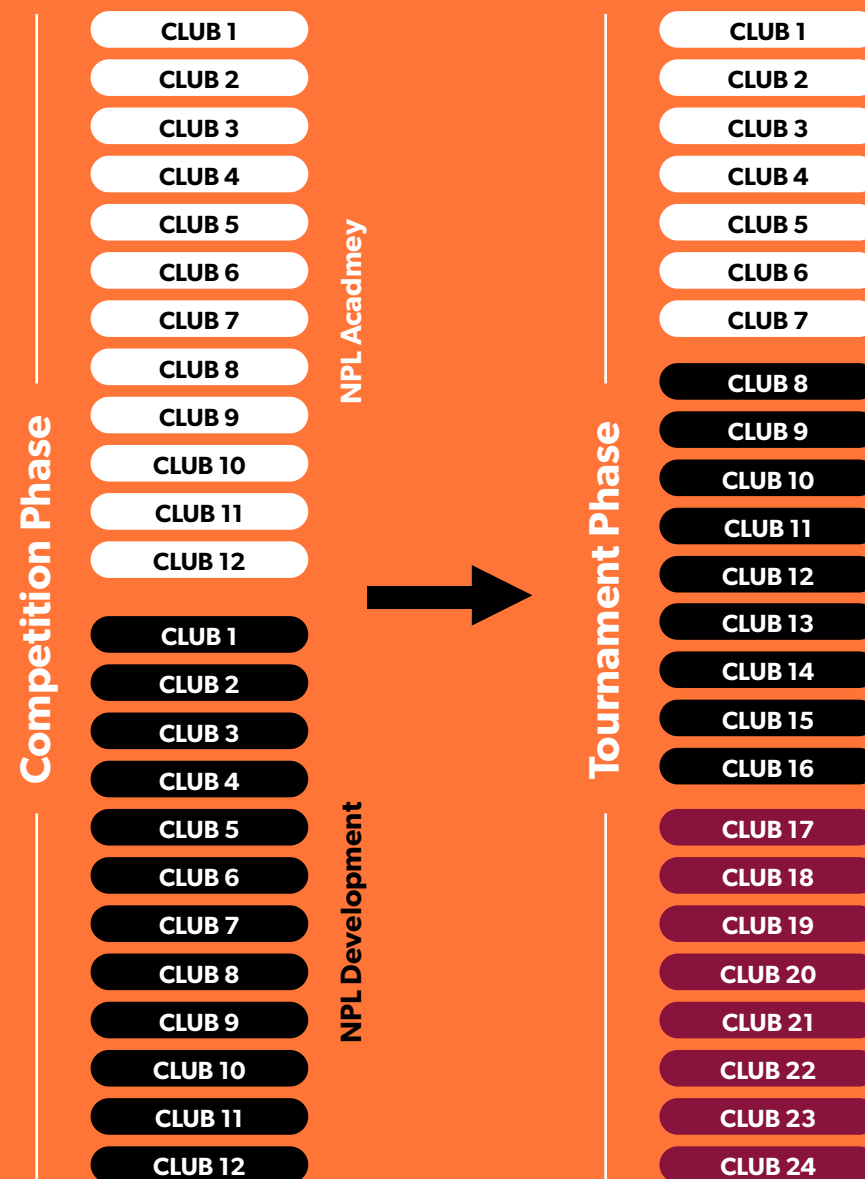 Competition Phase
CLUB 1
CLUB 2
CLUB 3
CLUB 4
CLUB 5
CLUB 6
CLUB 7
CLUB 8
CLUB 9
CLUB 10
CLUB 11
CLUB 12
NPL Acadmey
CLUB 1
CLUB 2
CLUB 3
CLUB 4
CLUB 5
CLUB 6
CLUB 7
CLUB 8
CLUB 9
CLUB 10
CLUB 11
CLUB 12
NPL Development
Tournament Phase
CLUB 1
CLUB 2
CLUB 3
CLUB 4
CLUB 5
CLUB 6
CLUB 7
CLUB 8
CLUB 9
CLUB 10
CLUB 11
CLUB 12
CLUB 13
CLUB 14
CLUB 15
CLUB 16
CLUB 17
CLUB 18
CLUB 19
CLUB 20
CLUB 21
CLUB 22
CLUB 23
CLUB 24